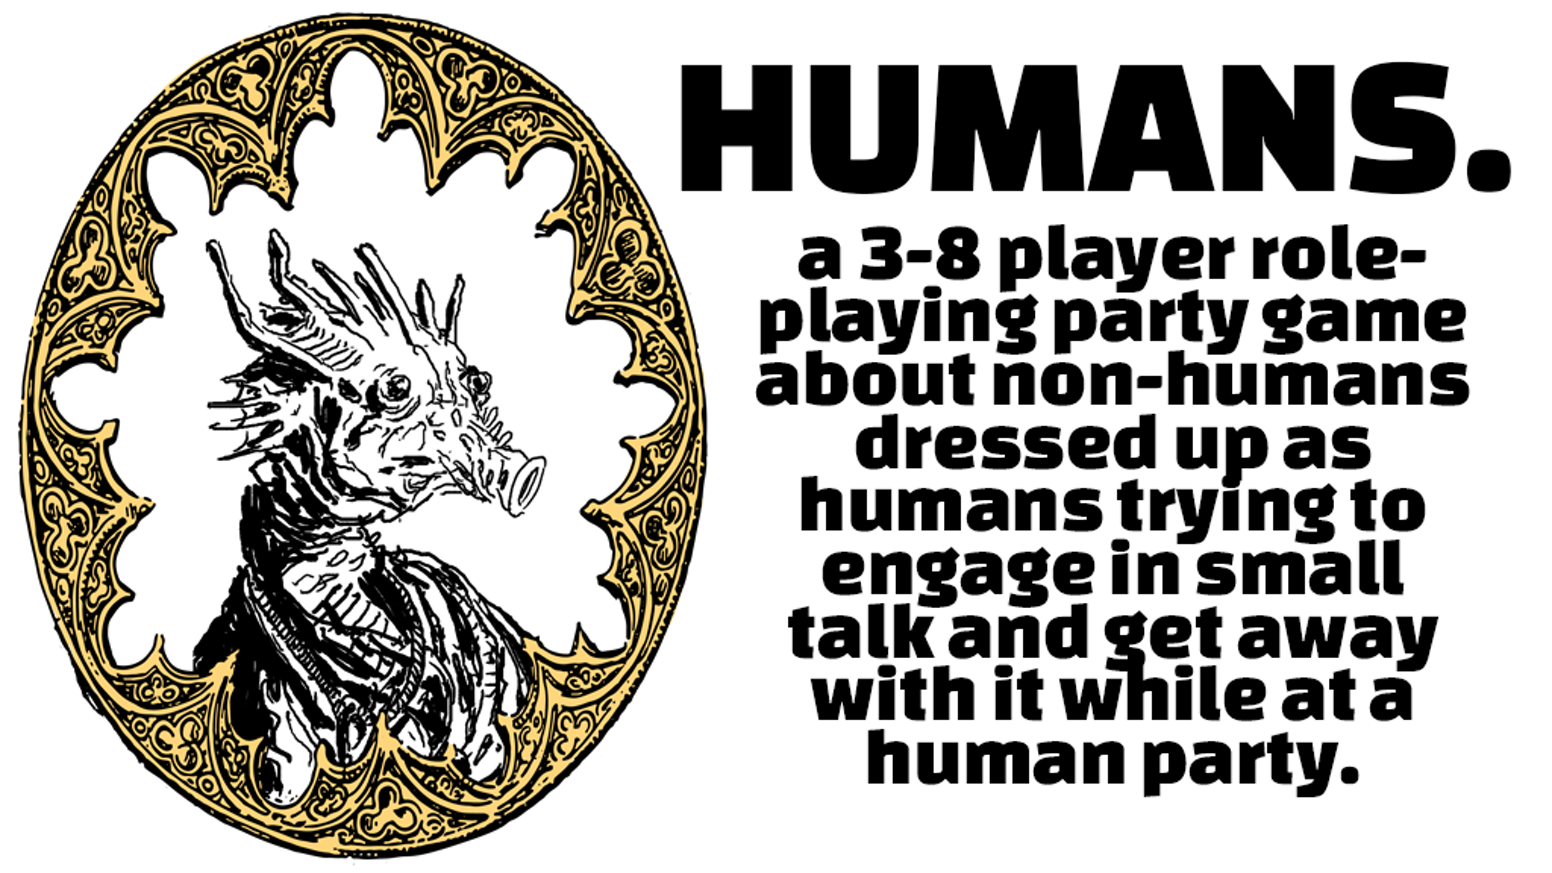 HUMANS.
a 3-8 player role-
playing party game
about non-humans
dressed up as
humans trying to
engage in small
talk and get away
with it while at a
human party.